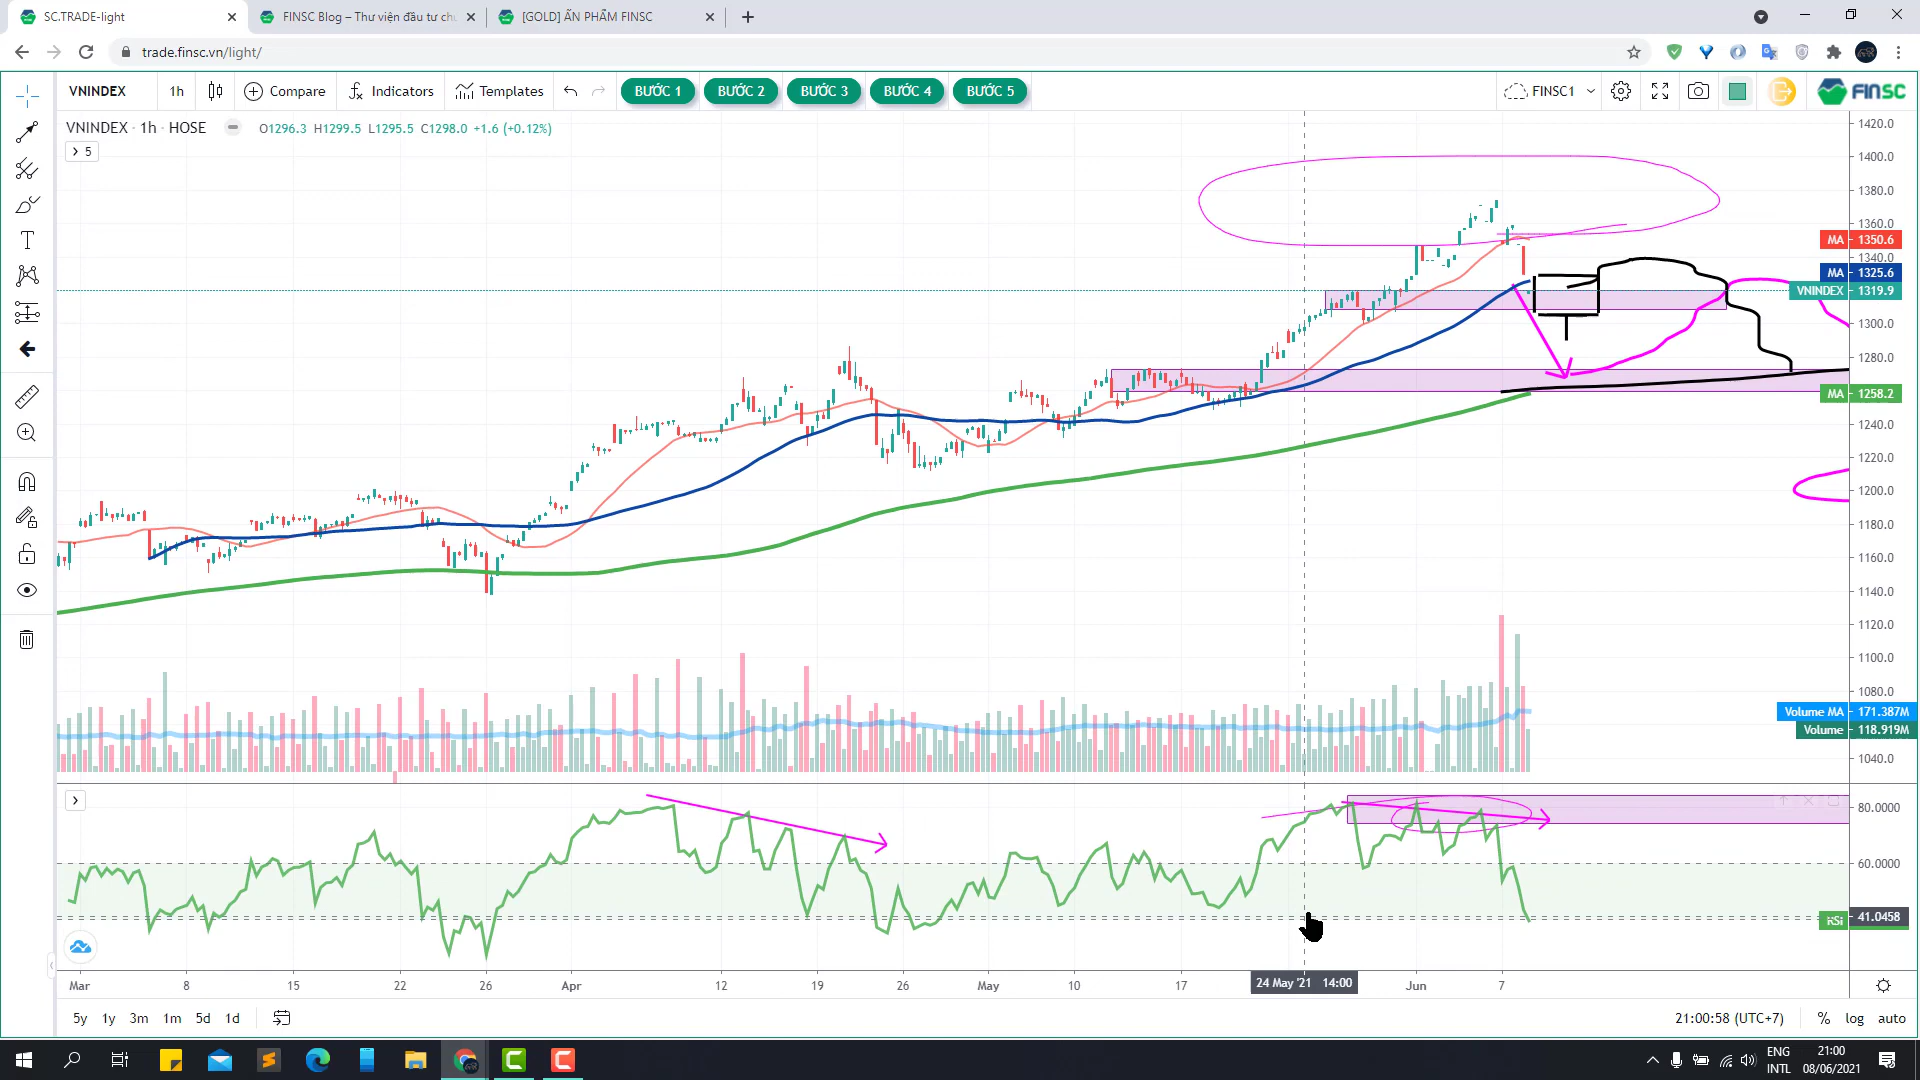 SC.TRADE-light
FINSC Blog – Thư viện đầu tư ch
[GOLD] ẤN PHẨM FINSC
trade.finsc.vn/light/
VNINDEX 1h Compare Indicators Templates BƯỚC 1 BƯỚC 2 BƯỚC 3 BƯỚC 4 BƯỚC 5 FINSC1 FINSC
VNINDEX · 1h · HOSE O1296.3 H1299.5 L1295.5 C1298.0 +1.6 (+0.12%)
5
1420.0
1400.0
1380.0
1360.0
MA 1350.6
1340.0
MA 1325.6
VNINDEX 1319.9
1300.0
1280.0
MA 1258.2
1240.0
1220.0
1200.0
1180.0
1160.0
1140.0
1120.0
1100.0
1080.0
Volume MA 171.387M
Volume 118.919M
1040.0
80.0000
60.0000
RSI 41.0458
Mar 8 15 22 26 Apr 12 19 26 May 10 17 24 May '21 14:00 Jun 7
5y 1y 3m 1m 5d 1d 21:00:58 (UTC+7) % log auto
ENG 21:00
INTL 08/06/2021